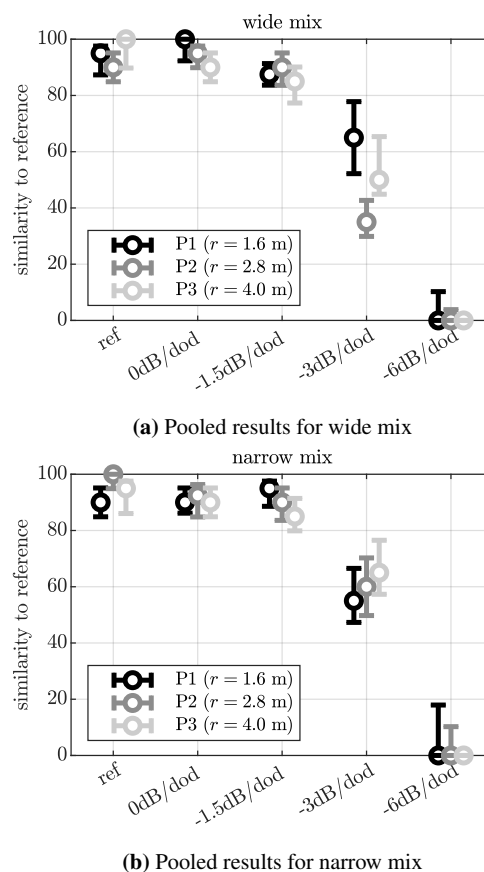 wide mix
100
80
60
40
20
0
similarity to reference
P1 (r = 1.6 m)
P2 (r = 2.8 m)
P3 (r = 4.0 m)
ref
0dB/dod
-1.5dB/dod
-3dB/dod
-6dB/dod
(a) Pooled results for wide mix
narrow mix
100
80
60
40
20
0
similarity to reference
P1 (r = 1.6 m)
P2 (r = 2.8 m)
P3 (r = 4.0 m)
ref
0dB/dod
-1.5dB/dod
-3dB/dod
-6dB/dod
(b) Pooled results for narrow mix